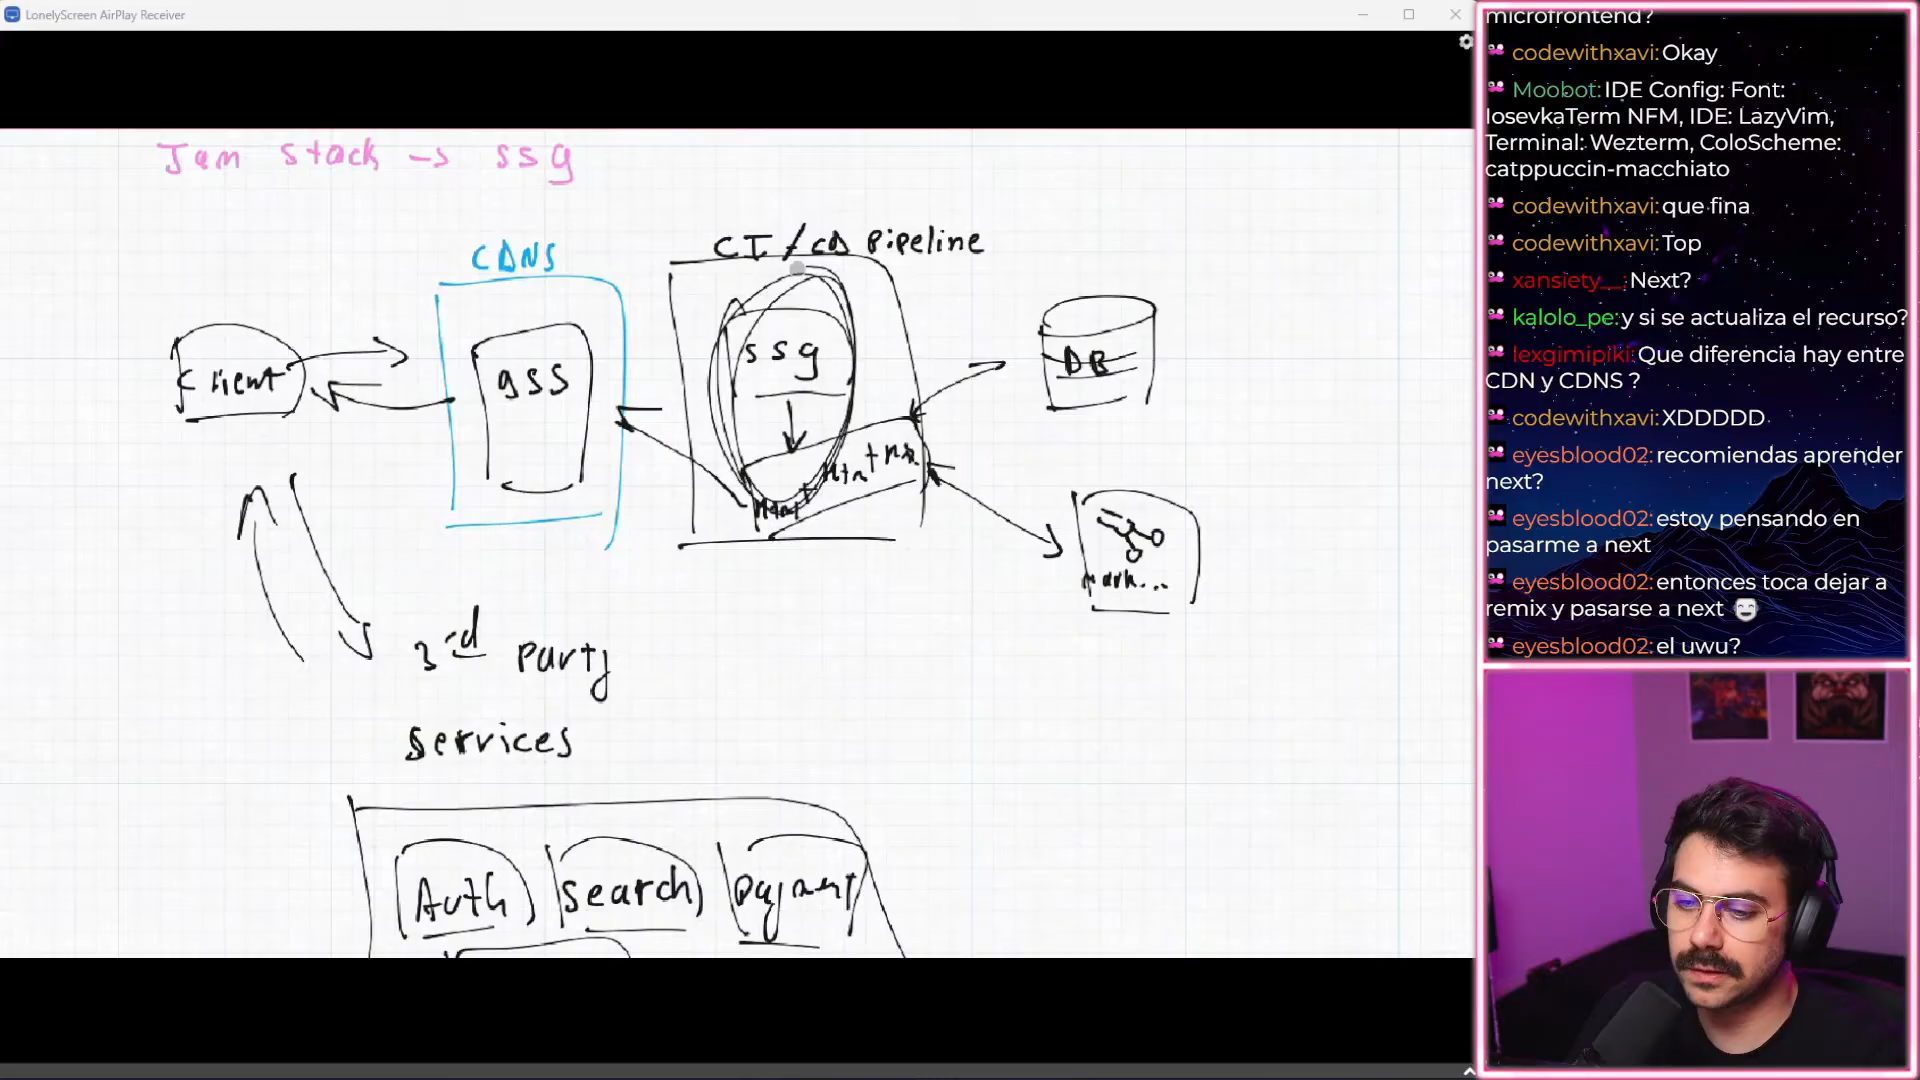 LonelyScreen AirPlay Receiver
Jam stack -> ssg
CDNS
CI/CD Pipeline
Client
gss
ssg
DB
Html
mark...
3rd party
services
Auth
search
payment
microfrontend?
codewithxavi: Okay
Moobot: IDE Config: Font:
IosevkaTerm NFM, IDE: LazyVim,
Terminal: Wezterm, ColoScheme:
catppuccin-macchiato
codewithxavi: que fina
codewithxavi: Top
xansiety__: Next?
kalolo_pe: y si se actualiza el recurso?
lexgimipiki: Que diferencia hay entre
CDN y CDNS ?
codewithxavi: XDDDDD
eyesblood02: recomiendas aprender
next?
eyesblood02: estoy pensando en
pasarme a next
eyesblood02: entonces toca dejar a
remix y pasarse a next
eyesblood02: el uwu?